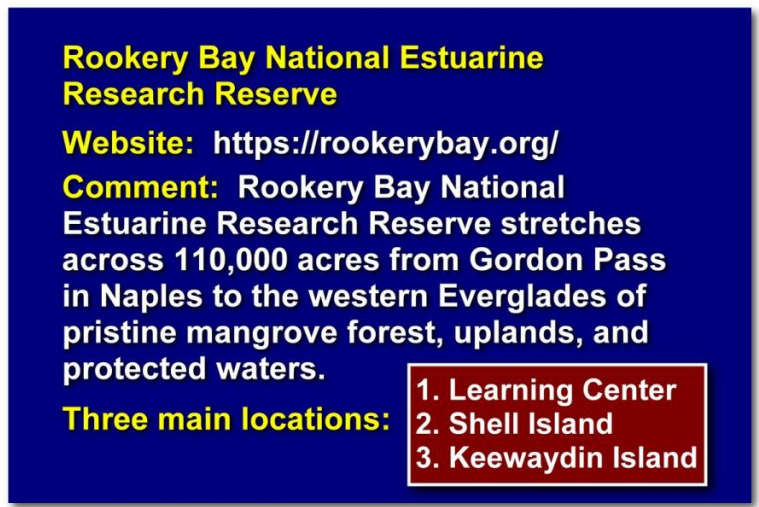 Rookery Bay National Estuarine
Research Reserve
Website: https://rookerybay.org/
Comment: Rookery Bay National
Estuarine Research Reserve stretches
across 110,000 acres from Gordon Pass
in Naples to the western Everglades of
pristine mangrove forest, uplands, and
protected waters.
Three main locations:
1. Learning Center
2. Shell Island
3. Keewaydin Island